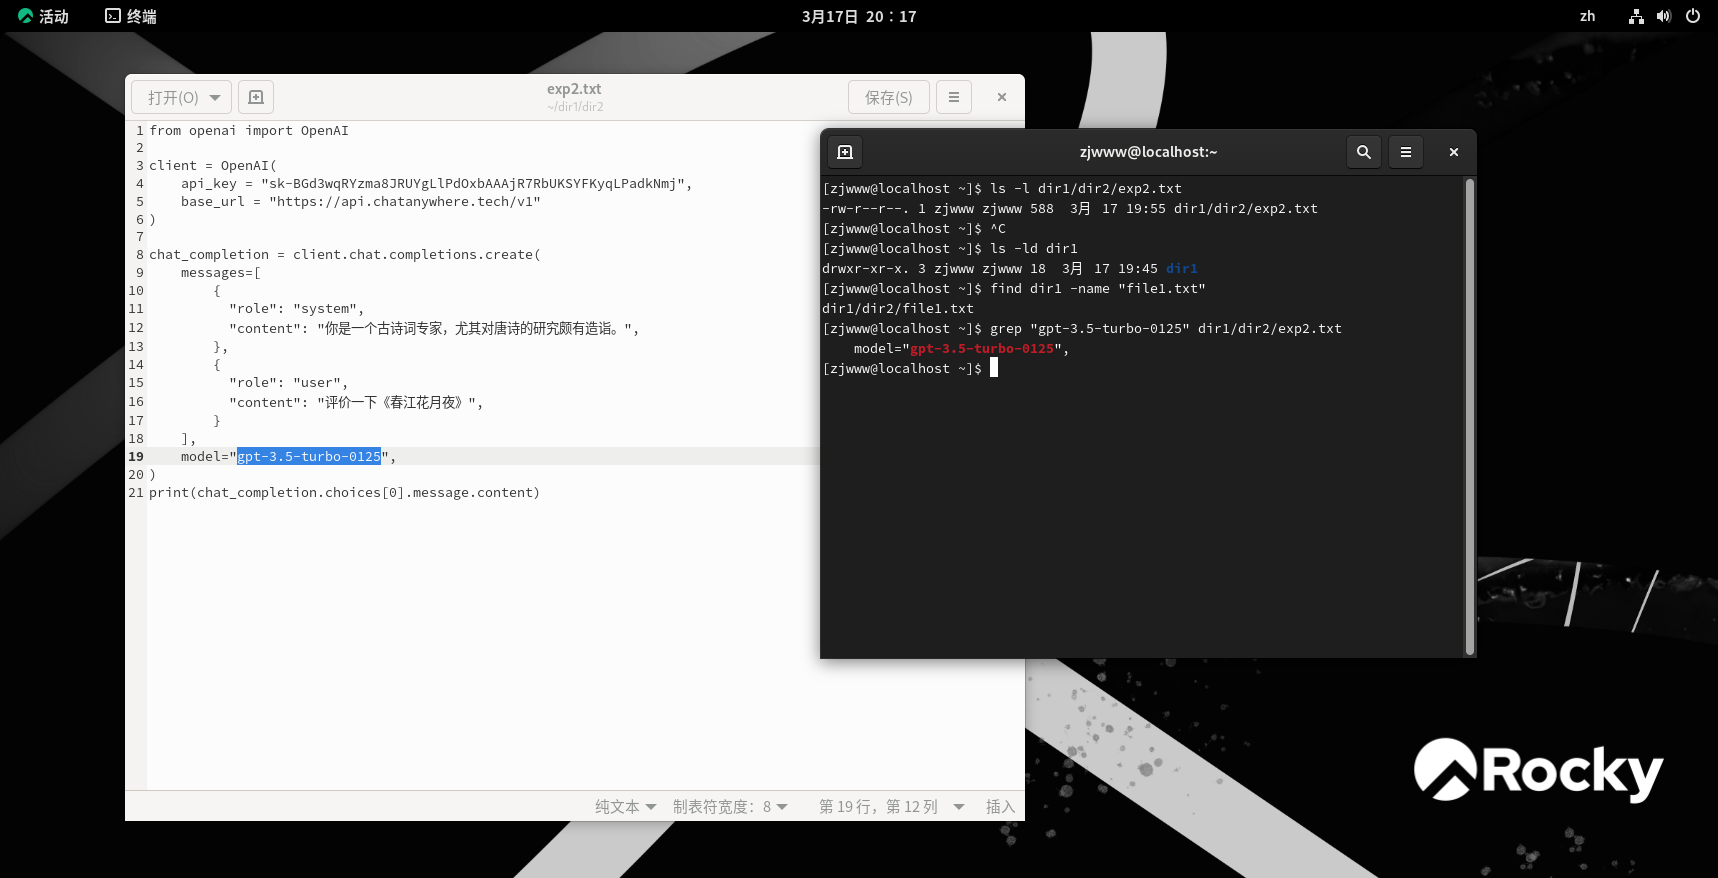 活动 终端 3月17日 20：17 zh
打开(O) exp2.txt 保存(S)
~/dir1/dir2
1 from openai import OpenAI
2
3 client = OpenAI(
4     api_key = "sk-BGd3wqRYzma8JRUYgLlPdOxbAAAjR7RbUKSYFKyqLPadkNmj",
5     base_url = "https://api.chatanywhere.tech/v1"
6 )
7
8 chat_completion = client.chat.completions.create(
9     messages=[
10         {
11           "role": "system",
12           "content": "你是一个古诗词专家，尤其对唐诗的研究颇有造诣。",
13         },
14         {
15           "role": "user",
16           "content": "评价一下《春江花月夜》",
17         }
18     ],
19     model="gpt-3.5-turbo-0125",
20 )
21 print(chat_completion.choices[0].message.content)
纯文本 制表符宽度：8 第 19 行，第 12 列 插入
zjwww@localhost:~
[zjwww@localhost ~]$ ls -l dir1/dir2/exp2.txt
-rw-r--r--. 1 zjwww zjwww 588  3月 17 19:55 dir1/dir2/exp2.txt
[zjwww@localhost ~]$ ^C
[zjwww@localhost ~]$ ls -ld dir1
drwxr-xr-x. 3 zjwww zjwww 18  3月 17 19:45 dir1
[zjwww@localhost ~]$ find dir1 -name "file1.txt"
dir1/dir2/file1.txt
[zjwww@localhost ~]$ grep "gpt-3.5-turbo-0125" dir1/dir2/exp2.txt
    model="gpt-3.5-turbo-0125",
[zjwww@localhost ~]$
Rocky